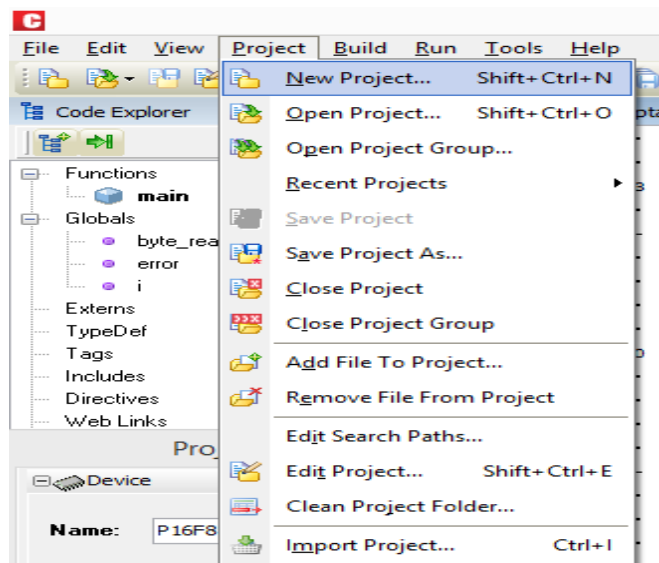 C
File Edit View Project Build Run Tools Help
New Project... Shift+Ctrl+N
Code Explorer
Open Project... Shift+Ctrl+O
Open Project Group...
Functions
Recent Projects
main
Globals
Save Project
byte_rea
Save Project As...
error
i
Close Project
Externs
Close Project Group
TypeDef
Tags
Add File To Project...
Includes
Directives
Remove File From Project
Web Links
Edit Search Paths...
Pro
Edit Project... Shift+Ctrl+E
Device
Clean Project Folder...
Name: P16F8
Import Project... Ctrl+I